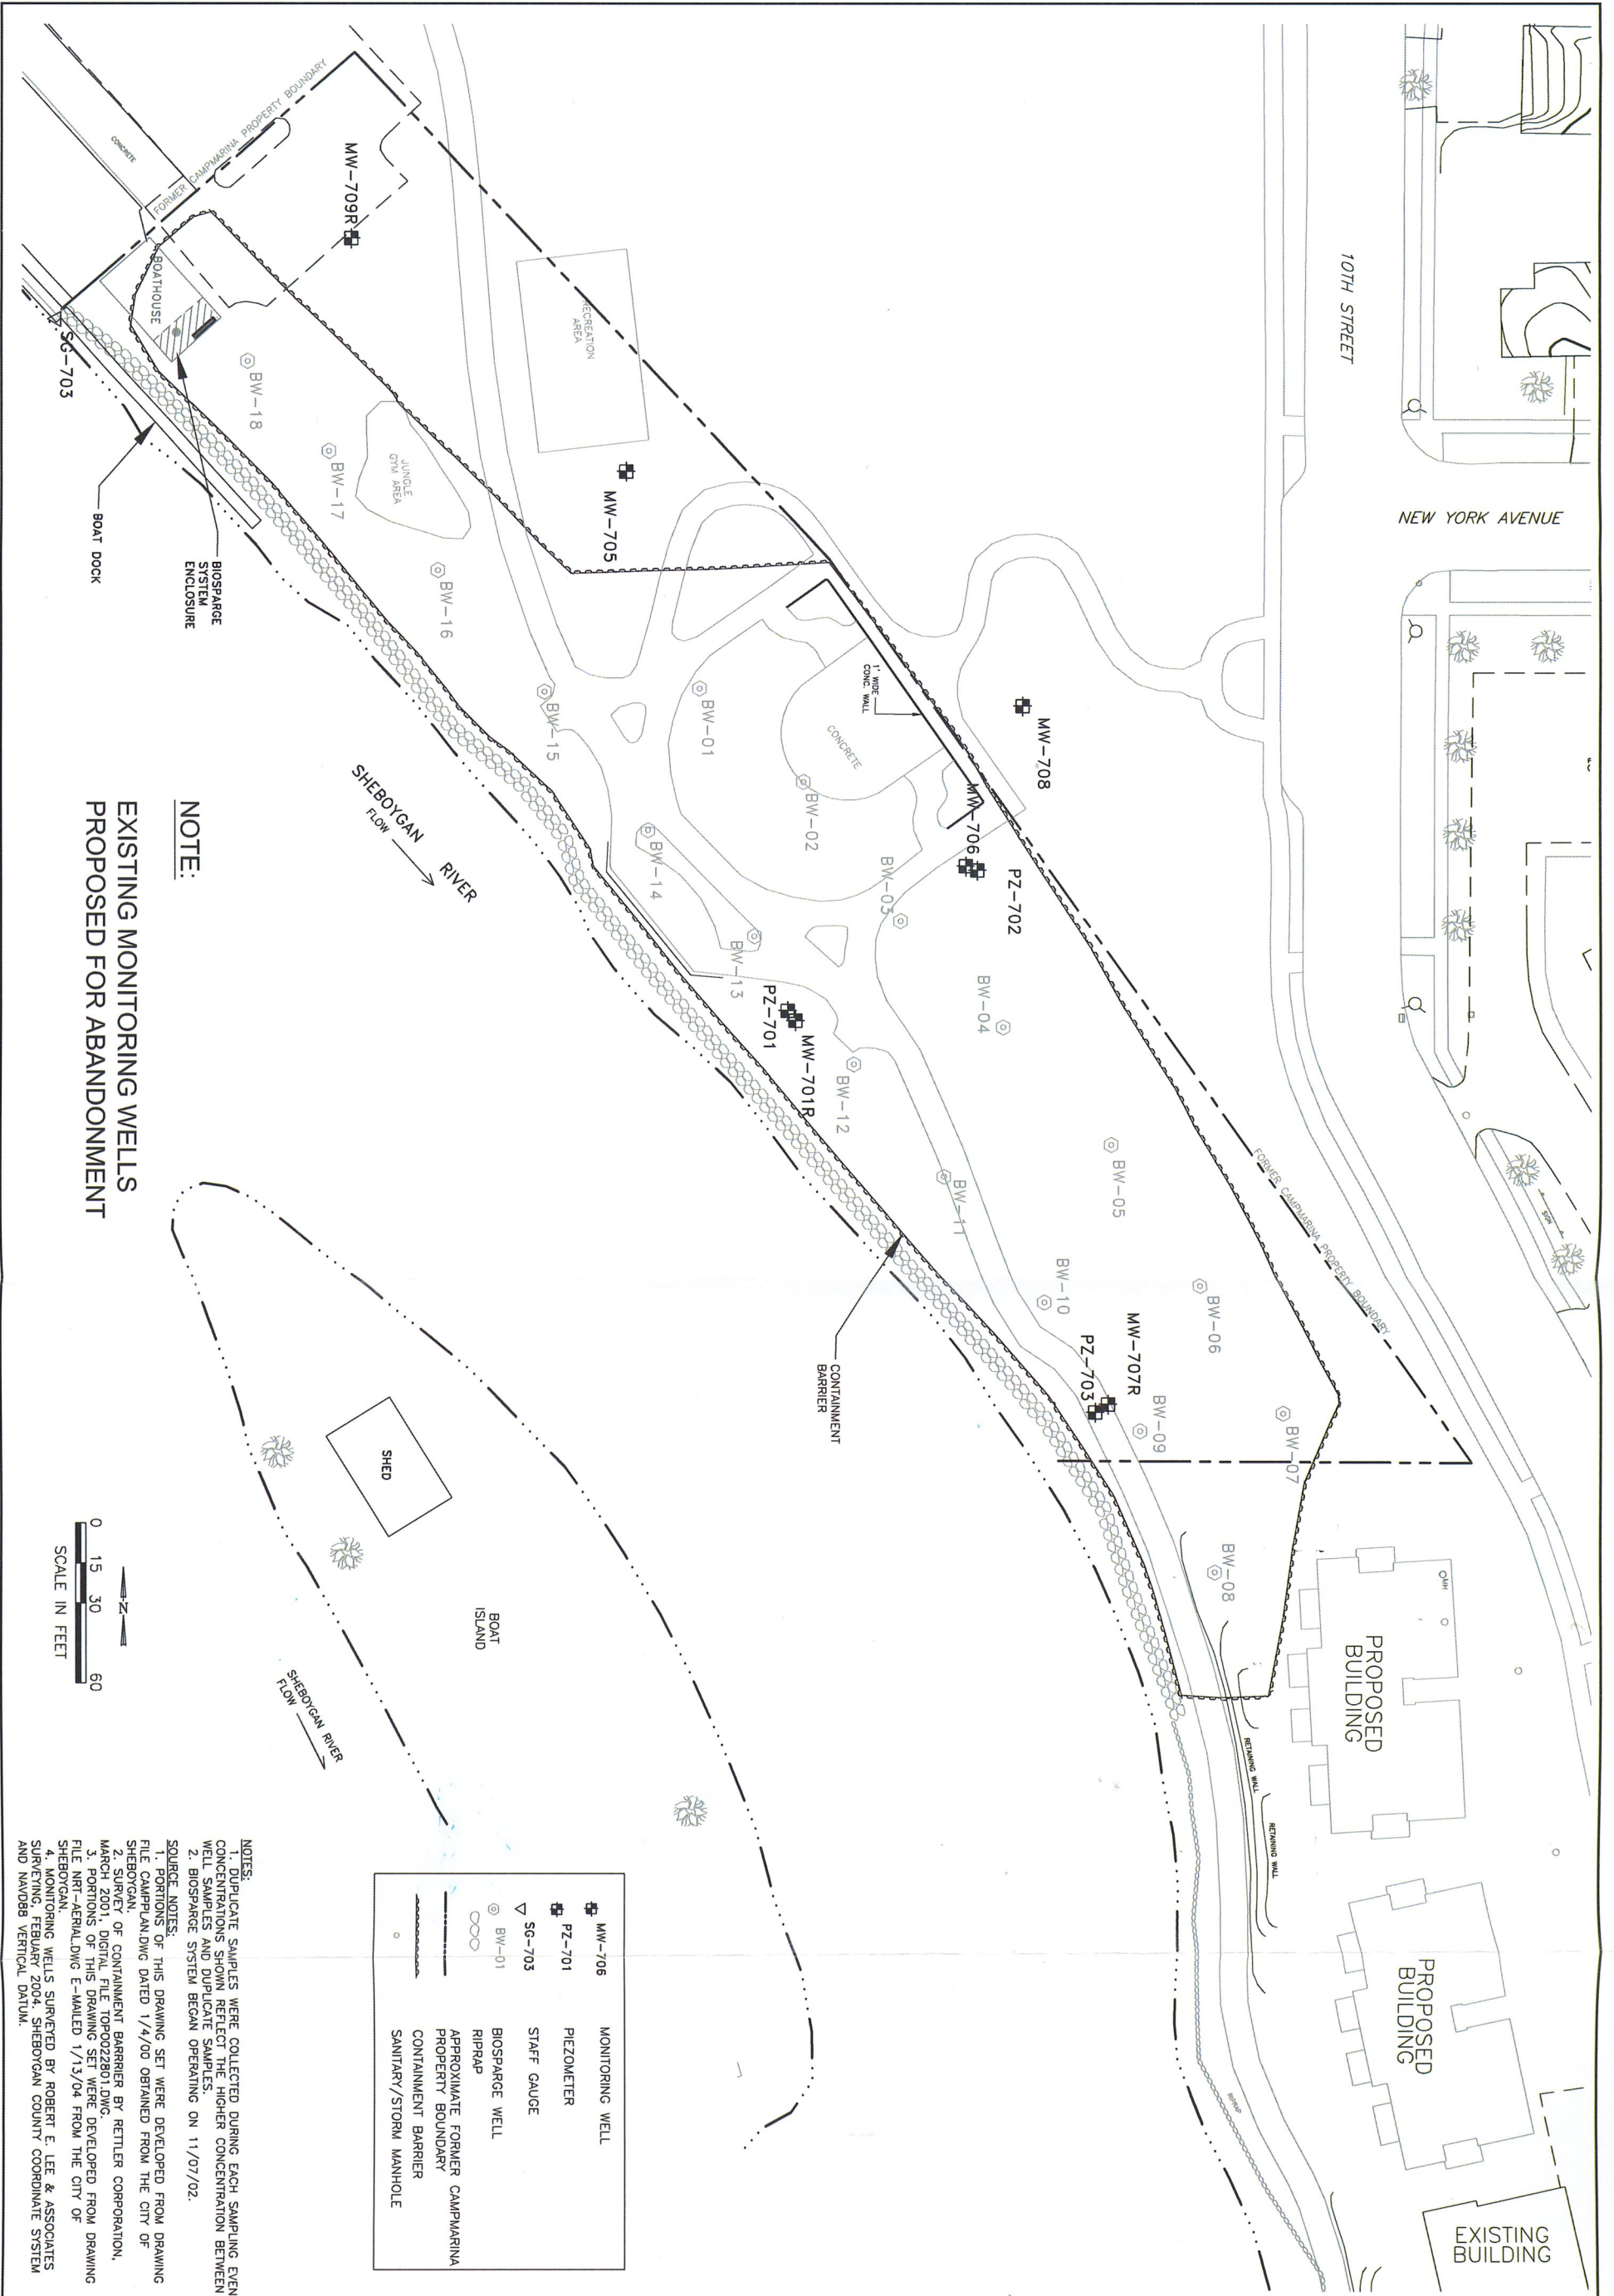 10TH STREET
NEW YORK AVENUE
FORMER CAMPMARINA PROPERTY BOUNDARY
CONCRETE
MW-709R
BOATHOUSE
SG-703
BW-18
BW-17
JUNGLE
GYM AREA
RECREATION
AREA
MW-705
BW-16
BIOSPARGE
SYSTEM
ENCLOSURE
BOAT DOCK
BW-15
BW-01
BW-02
CONCRETE
1' WIDE
CONC. WALL
MW-708
MW-706
PZ-702
BW-03
BW-14
BW-13
BW-04
PZ-701
MW-701R
BW-12
BW-11
BW-05
BW-10
BW-06
FORMER CAMPMARINA PROPERTY BOUNDARY
MW-707R
PZ-703
BW-09
BW-07
BW-08
CONTAINMENT
BARRIER
SIGN
MH
SHEBOYGAN RIVER
FLOW
NOTE:
EXISTING MONITORING WELLS
PROPOSED FOR ABANDONMENT
SHED
BOAT
ISLAND
SHEBOYGAN RIVER
FLOW
PROPOSED
BUILDING
RETAINING WALL
RETAINING WALL
PROPOSED
BUILDING
RIPRAP
EXISTING
BUILDING
N
0 15 30 60
SCALE IN FEET
MW-706 MONITORING WELL
PZ-701 PIEZOMETER
SG-703 STAFF GAUGE
BW-01 BIOSPARGE WELL
RIPRAP
APPROXIMATE FORMER CAMPMARINA
PROPERTY BOUNDARY
CONTAINMENT BARRIER
SANITARY/STORM MANHOLE
NOTES:
1. DUPLICATE SAMPLES WERE COLLECTED DURING EACH SAMPLING EVEN
CONCENTRATIONS SHOWN REFLECT THE HIGHER CONCENTRATION BETWEEN
WELL SAMPLES AND DUPLICATE SAMPLES.
2. BIOSPARGE SYSTEM BEGAN OPERATING ON 11/07/02.
SOURCE NOTES:
1. PORTIONS OF THIS DRAWING SET WERE DEVELOPED FROM DRAWING
FILE CAMPPLAN.DWG DATED 1/4/00 OBTAINED FROM THE CITY OF
SHEBOYGAN.
2. SURVEY OF CONTAINMENT BARRRIER BY RETTLER CORPORATION,
MARCH 2001, DIGITAL FILE TOPO022801.DWG.
3. PORTIONS OF THIS DRAWING SET WERE DEVELOPED FROM DRAWING
FILE NRT-AERIAL.DWG E-MAILED 1/13/04 FROM THE CITY OF
SHEBOYGAN.
4. MONITORING WELLS SURVEYED BY ROBERT E. LEE & ASSOCIATES
SURVEYING, FEBUARY 2004. SHEBOYGAN COUNTY COORDINATE SYSTEM
AND NAVD88 VERTICAL DATUM.